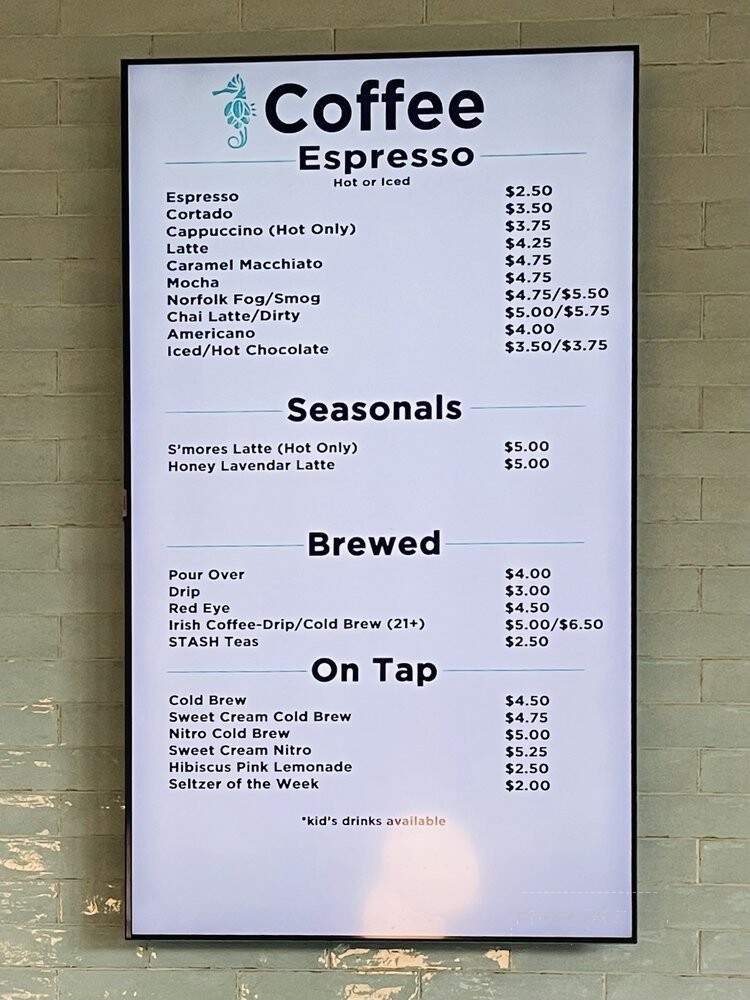 Coffee
Espresso
Hot or Iced
Espresso $2.50
Cortado $3.50
Cappuccino (Hot Only) $3.75
Latte $4.25
Caramel Macchiato $4.75
Mocha $4.75
Norfolk Fog/Smog $4.75/$5.50
Chai Latte/Dirty $5.00/$5.75
Americano $4.00
Iced/Hot Chocolate $3.50/$3.75
Seasonals
S'mores Latte (Hot Only) $5.00
Honey Lavendar Latte $5.00
Brewed
Pour Over $4.00
Drip $3.00
Red Eye $4.50
Irish Coffee-Drip/Cold Brew (21+) $5.00/$6.50
STASH Teas $2.50
On Tap
Cold Brew $4.50
Sweet Cream Cold Brew $4.75
Nitro Cold Brew $5.00
Sweet Cream Nitro $5.25
Hibiscus Pink Lemonade $2.50
Seltzer of the Week $2.00
*kid's drinks available